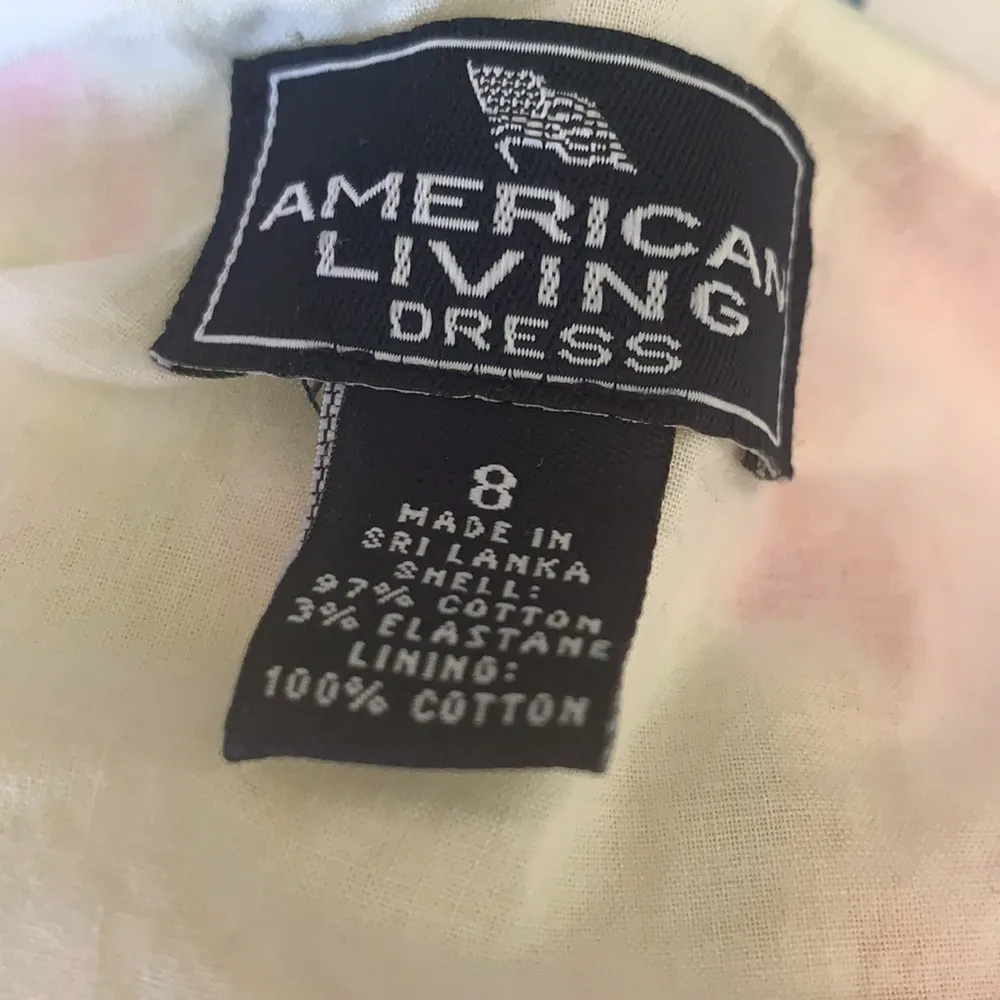 AMERICAN
LIVING
DRESS
8
MADE IN
SRI LANKA
SHELL:
97% COTTON
3% ELASTANE
LINING:
100% COTTON